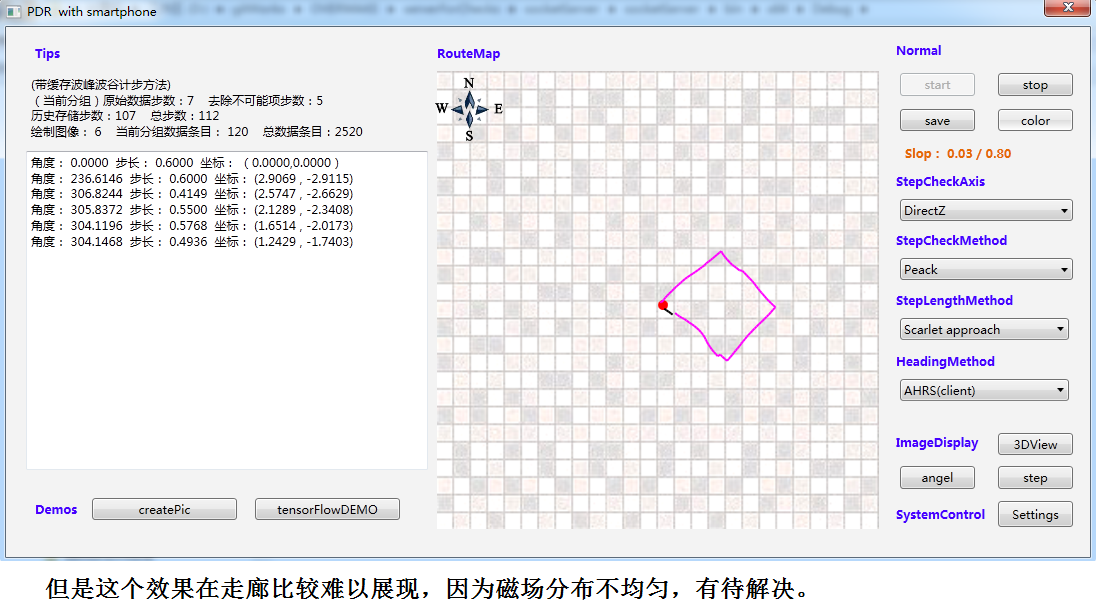 PDR with smartphone
Tips
(带缓存波峰波谷计步方法)
（当前分组）原始数据步数：7 去除不可能项步数：5
历史存储步数：107 总步数：112
绘制图像： 6 当前分组数据条目： 120 总数据条目：2520
角度： 0.0000 步长： 0.6000 坐标： ( 0.0000,0.0000 )
角度： 236.6146 步长： 0.6000 坐标： (2.9069 , -2.9115)
角度： 306.8244 步长： 0.4149 坐标： (2.5747 , -2.6629)
角度： 305.8372 步长： 0.5500 坐标： (2.1289 , -2.3408)
角度： 304.1196 步长： 0.5768 坐标： (1.6514 , -2.0173)
角度： 304.1468 步长： 0.4936 坐标： (1.2429 , -1.7403)
Demos
createPic
tensorFlowDEMO
RouteMap
N
W
E
S
Normal
start
stop
save
color
Slop： 0.03 / 0.80
StepCheckAxis
DirectZ
StepCheckMethod
Peack
StepLengthMethod
Scarlet approach
HeadingMethod
AHRS(client)
ImageDisplay
3DView
angel
step
SystemControl
Settings
但是这个效果在走廊比较难以展现，因为磁场分布不均匀，有待解决。